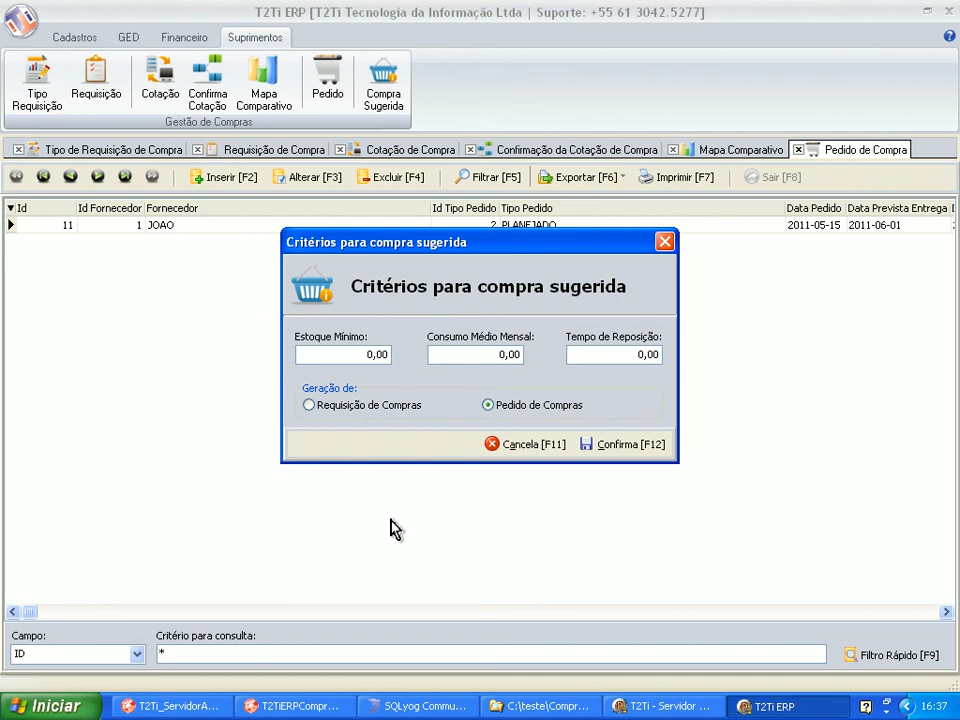 T2Ti ERP [T2Ti Tecnologia da Informação Ltda | Suporte: +55 61 3042.5277]
Cadastros GED Financeiro Suprimentos
Tipo Requisição Requisição Cotação Confirma Cotação Mapa Comparativo Pedido Compra Sugerida
Gestão de Compras
Tipo de Requisição de Compra Requisição de Compra Cotação de Compra Confirmação da Cotação de Compra Mapa Comparativo Pedido de Compra
Inserir [F2] Alterar [F3] Excluir [F4] Filtrar [F5] Exportar [F6] Imprimir [F7] Sair [F8]
Id Id Fornecedor Fornecedor Id Tipo Pedido Tipo Pedido Data Pedido Data Prevista Entrega
11 1 JOAO 2 PLANEJADO 2011-05-15 2011-06-01
Critérios para compra sugerida
Critérios para compra sugerida
Estoque Mínimo: Consumo Médio Mensal: Tempo de Reposição:
0,00 0,00 0,00
Geração de:
Requisição de Compras Pedido de Compras
Cancela [F11] Confirma [F12]
Campo: Critério para consulta:
ID * Filtro Rápido [F9]
Iniciar T2Ti_ServidorA... T2TiERPCompr... SQLyog Commu... C:\teste\Compr... T2Ti - Servidor ... T2Ti ERP 16:37